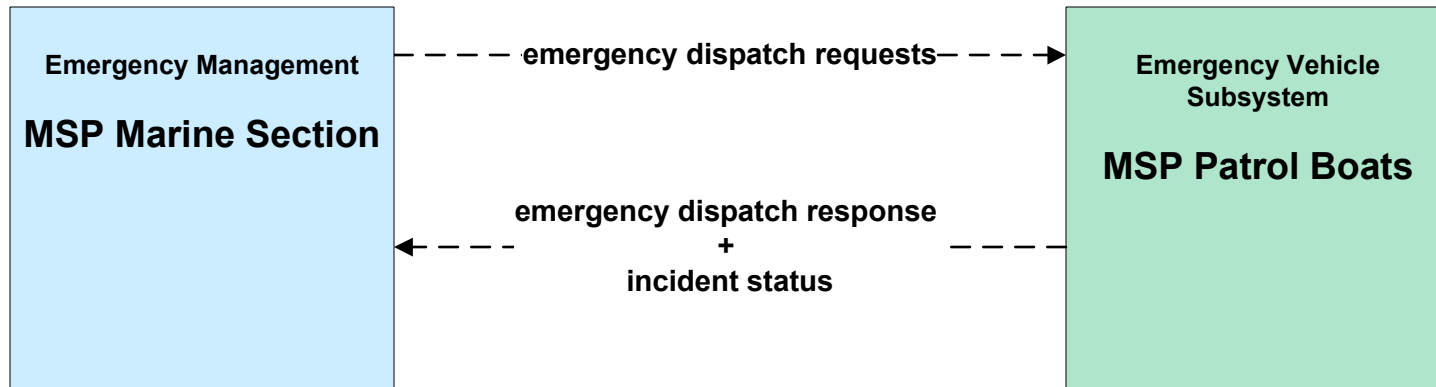 Emergency Management
MSP Marine Section
emergency dispatch requests
Emergency Vehicle
Subsystem
MSP Patrol Boats
emergency dispatch response
+
incident status